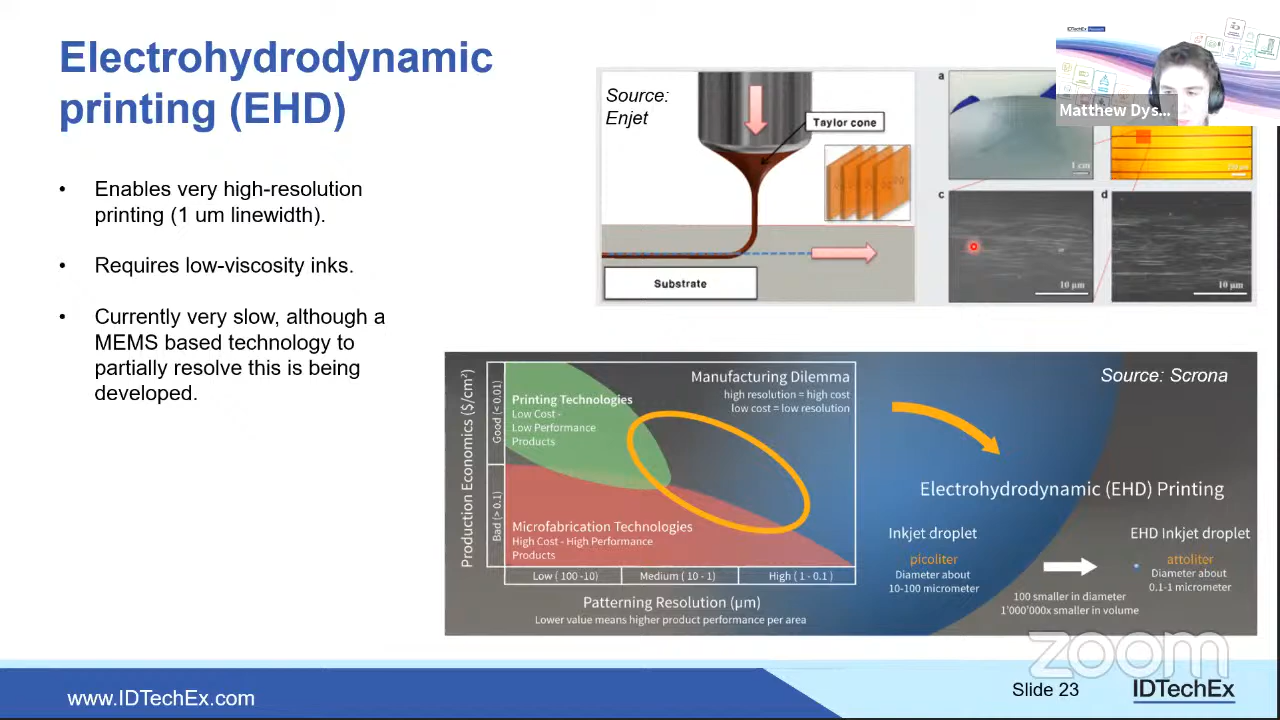 Electrohydrodynamic
printing (EHD)
• Enables very high-resolution
printing (1 um linewidth).
• Requires low-viscosity inks.
• Currently very slow, although a
MEMS based technology to
partially resolve this is being
developed.
Source:
Enjet
Taylor cone
Substrate
a
1 cm
c
10 µm
d
10 µm
IDTechEx
Matthew Dys...
Source: Scrona
Production Economics ($/cm²)
Good (< 0.01)
Bad (> 0.1)
Manufacturing Dilemma
high resolution = high cost
low cost = low resolution
Printing Technologies
Low Cost -
Low Performance
Products
Microfabrication Technologies
High Cost - High Performance
Products
Low ( 100 -10)
Medium ( 10 - 1)
High ( 1 - 0.1 )
Patterning Resolution (µm)
Lower value means higher product performance per area
Electrohydrodynamic (EHD) Printing
Inkjet droplet
picoliter
Diameter about
10-100 micrometer
EHD Inkjet droplet
attoliter
Diameter about
0.1-1 micrometer
100 smaller in diameter
1'000'000x smaller in volume
zoom
www.IDTechEx.com
Slide 23
IDTechEx